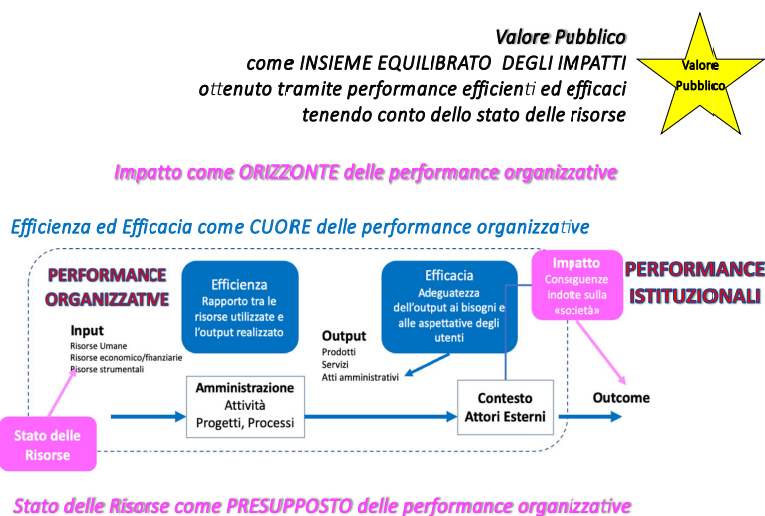 Valore Pubblico
come INSIEME EQUILIBRATO DEGLI IMPATTI
ottenuto tramite performance efficienti ed efficaci
tenendo conto dello stato delle risorse
Valore
Pubblico
Impatto come ORIZZONTE delle performance organizzative
Efficienza ed Efficacia come CUORE delle performance organizzative
PERFORMANCE
ORGANIZZATIVE
Efficienza
Rapporto tra le
risorse utilizzate e
l'output realizzato
Efficacia
Adeguatezza
dell'output ai bisogni e
alle aspettative degli
utenti
Impatto
Conseguenze
indotte sulla
«società»
PERFORMANCE
ISTITUZIONALI
Input
Risorse Umane
Risorse economico/fianziarie
Risorse strumentali
Output
Prodotti
Servizi
Atti amministrativi
Amministrazione
Attività
Progetti, Processi
Contesto
Attori Esterni
Outcome
Stato delle
Risorse
Stato delle Risorse come PRESUPPOSTO delle performance organizzative